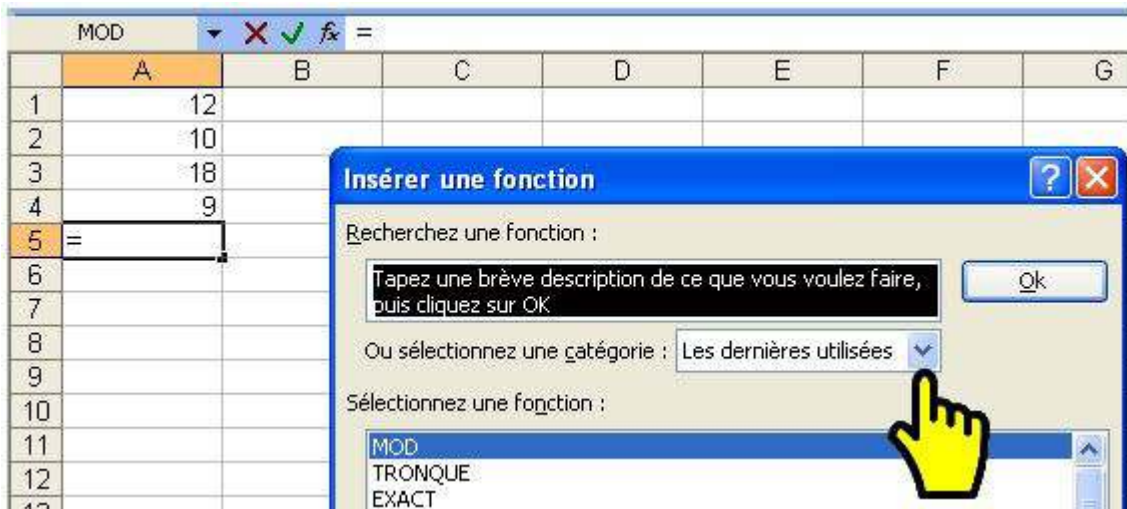 MOD fx =
A B C D E F G
1 12
2 10
3 18
4 9
5 =
6
7
8
9
10
11
12
Insérer une fonction
Recherchez une fonction :
Tapez une brève description de ce que vous voulez faire,
puis cliquez sur OK
Ok
Ou sélectionnez une catégorie : Les dernières utilisées
Sélectionnez une fonction :
MOD
TRONQUE
EXACT